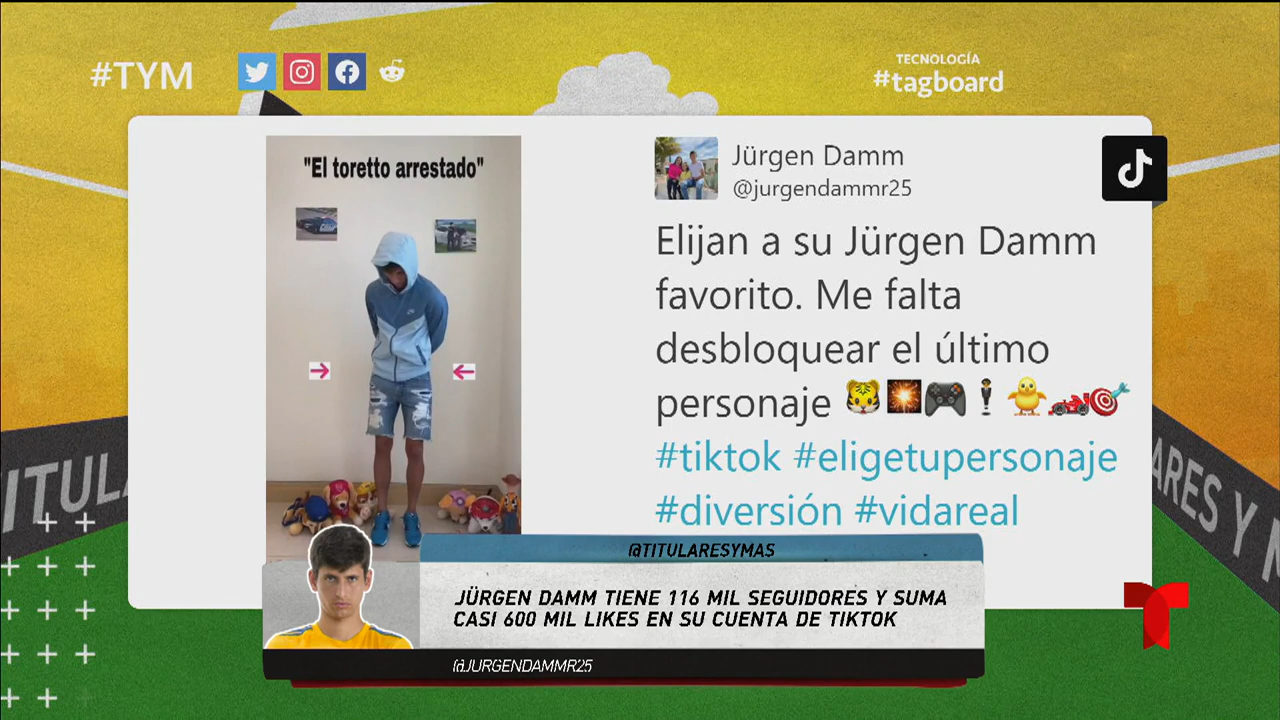 #TYM
TECNOLOGÍA
#tagboard
"El toretto arrestado"
Jürgen Damm
@jurgendammr25
Elijan a su Jürgen Damm
favorito. Me falta
desbloquear el último
personaje 🐯🎇🎮🕴🐥🏎🎯
#tiktok #eligetupersonaje
#diversión #vidareal
TITUL
ARES Y
@TITULARESYMAS
JÜRGEN DAMM TIENE 116 MIL SEGUIDORES Y SUMA
CASI 600 MIL LIKES EN SU CUENTA DE TIKTOK
@JURGENDAMMR25